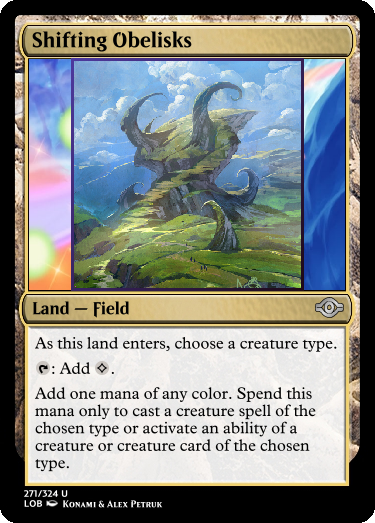 Shifting Obelisks
Land — Field
As this land enters, choose a creature type.
: Add .
Add one mana of any color. Spend this
mana only to cast a creature spell of the
chosen type or activate an ability of a
creature or creature card of the chosen
type.
271/324 U
LOB Konami & Alex Petruk